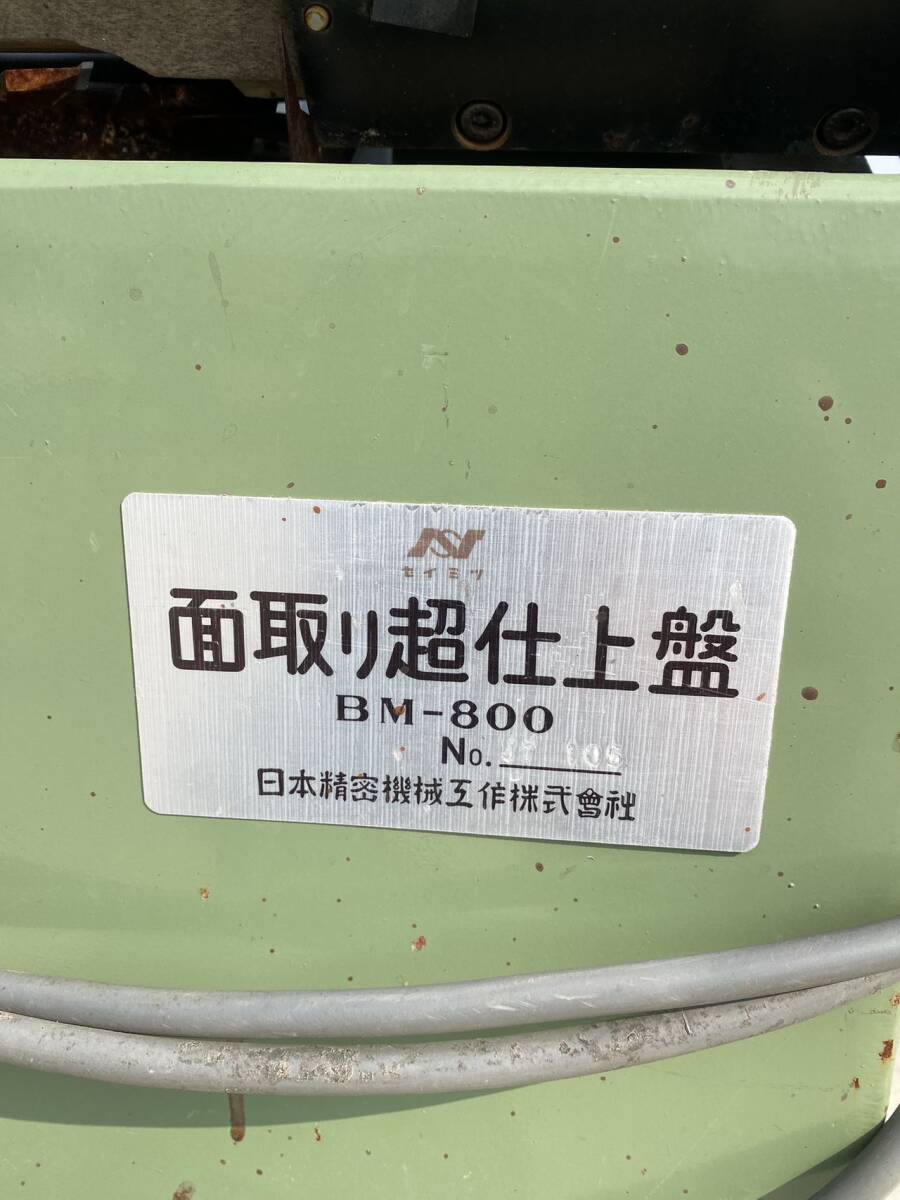 セイミツ
面取り超仕上盤
BM-800
No.
日本精密機械工作株式會社